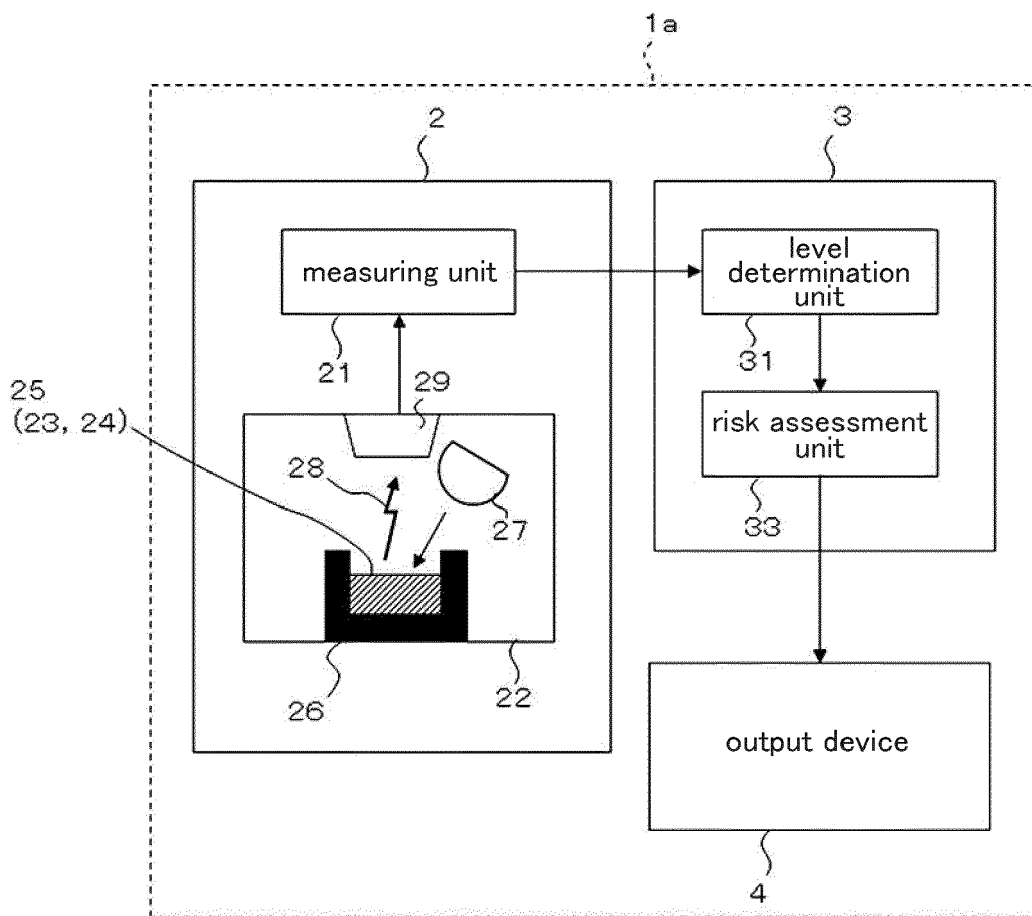 1a
2
3
measuring unit
level
determination
unit
21
31
25
(23, 24)
29
risk assessment
unit
28
27
33
26
22
output device
4